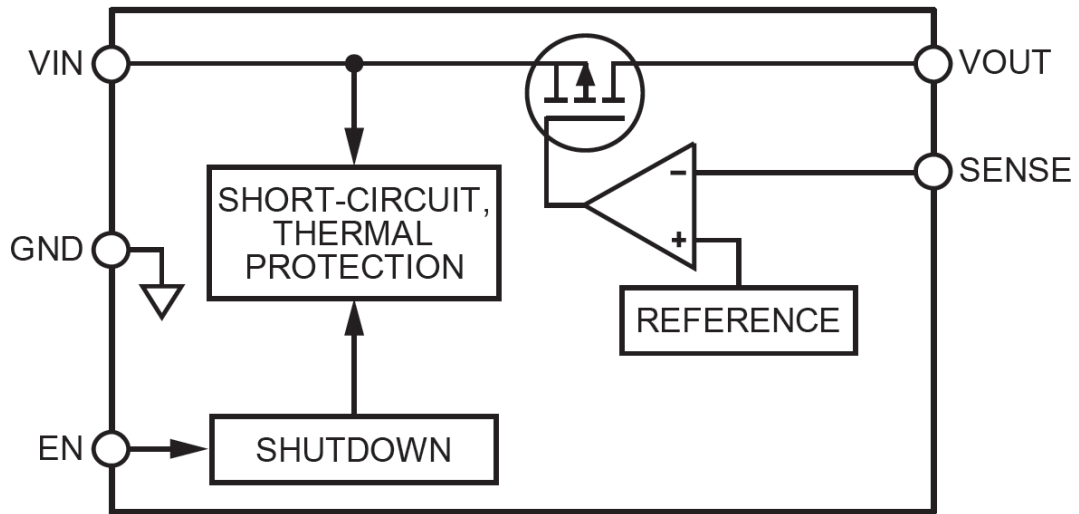 VIN
VOUT
SENSE
SHORT-CIRCUIT,
THERMAL
PROTECTION
GND
-
+
REFERENCE
EN
SHUTDOWN